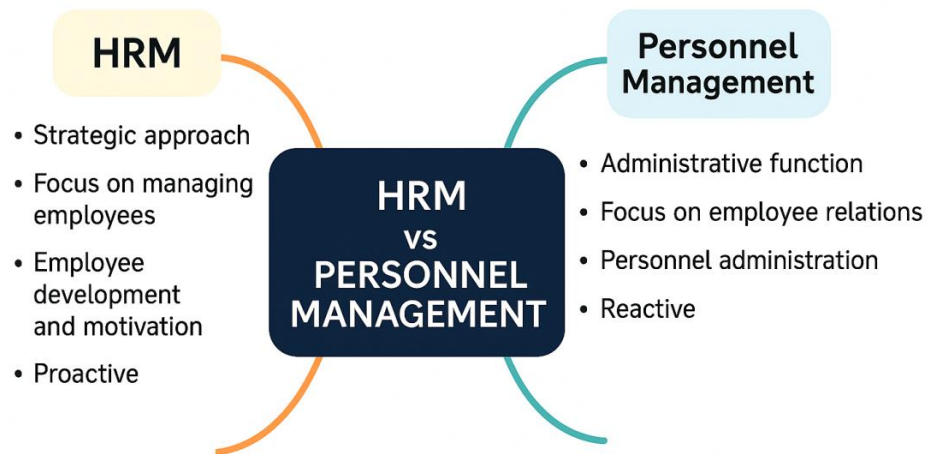 HRM
• Strategic approach
• Focus on managing
employees
• Employee
development
and motivation
• Proactive
HRM
vs
PERSONNEL
MANAGEMENT
Personnel
Management
• Administrative function
• Focus on employee relations
• Personnel administration
• Reactive